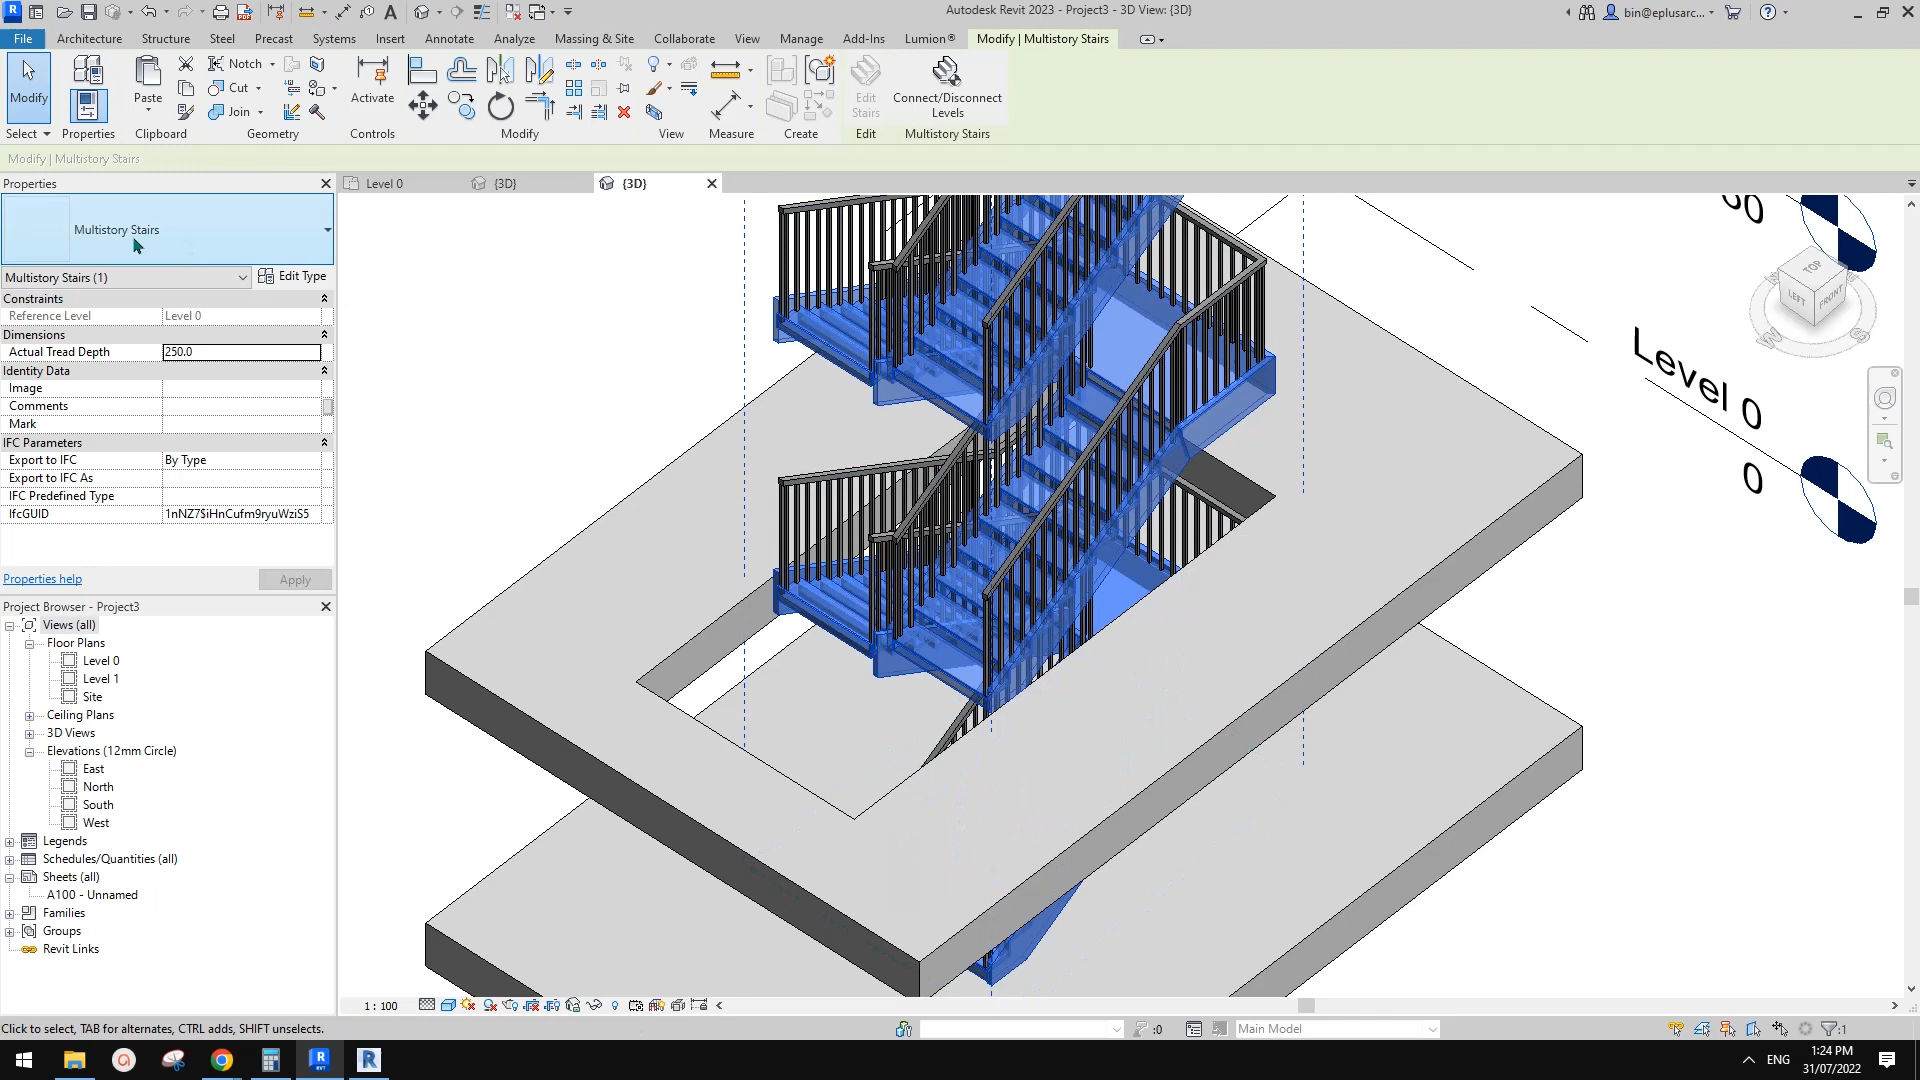 Autodesk Revit 2023 - Project3 - 3D View: {3D}
bin@eplusarc...
File Architecture Structure Steel Precast Systems Insert Annotate Analyze Massing & Site Collaborate View Manage Add-Ins Lumion® Modify | Multistory Stairs
Modify
Paste
Notch
Cut
Join
Activate
Edit
Stairs
Connect/Disconnect
Levels
Select Properties Clipboard Geometry Controls Modify View Measure Create Edit Multistory Stairs
Modify | Multistory Stairs
Properties
Level 0
{3D}
{3D}
Multistory Stairs
Multistory Stairs (1)
Edit Type
Constraints
Reference Level Level 0
Dimensions
Actual Tread Depth 250.0
Identity Data
Image
Comments
Mark
IFC Parameters
Export to IFC By Type
Export to IFC As
IFC Predefined Type
IfcGUID 1nNZ7$iHnCufm9ryuWziS5
Properties help
Apply
TOP
LEFT
FRONT
W
S
Level 0
0
Project Browser - Project3
Views (all)
Floor Plans
Level 0
Level 1
Site
Ceiling Plans
3D Views
Elevations (12mm Circle)
East
North
South
West
Legends
Schedules/Quantities (all)
Sheets (all)
A100 - Unnamed
Families
Groups
Revit Links
1 : 100
Click to select, TAB for alternates, CTRL adds, SHIFT unselects.
:0
Main Model
:1
ENG
1:24 PM
31/07/2022